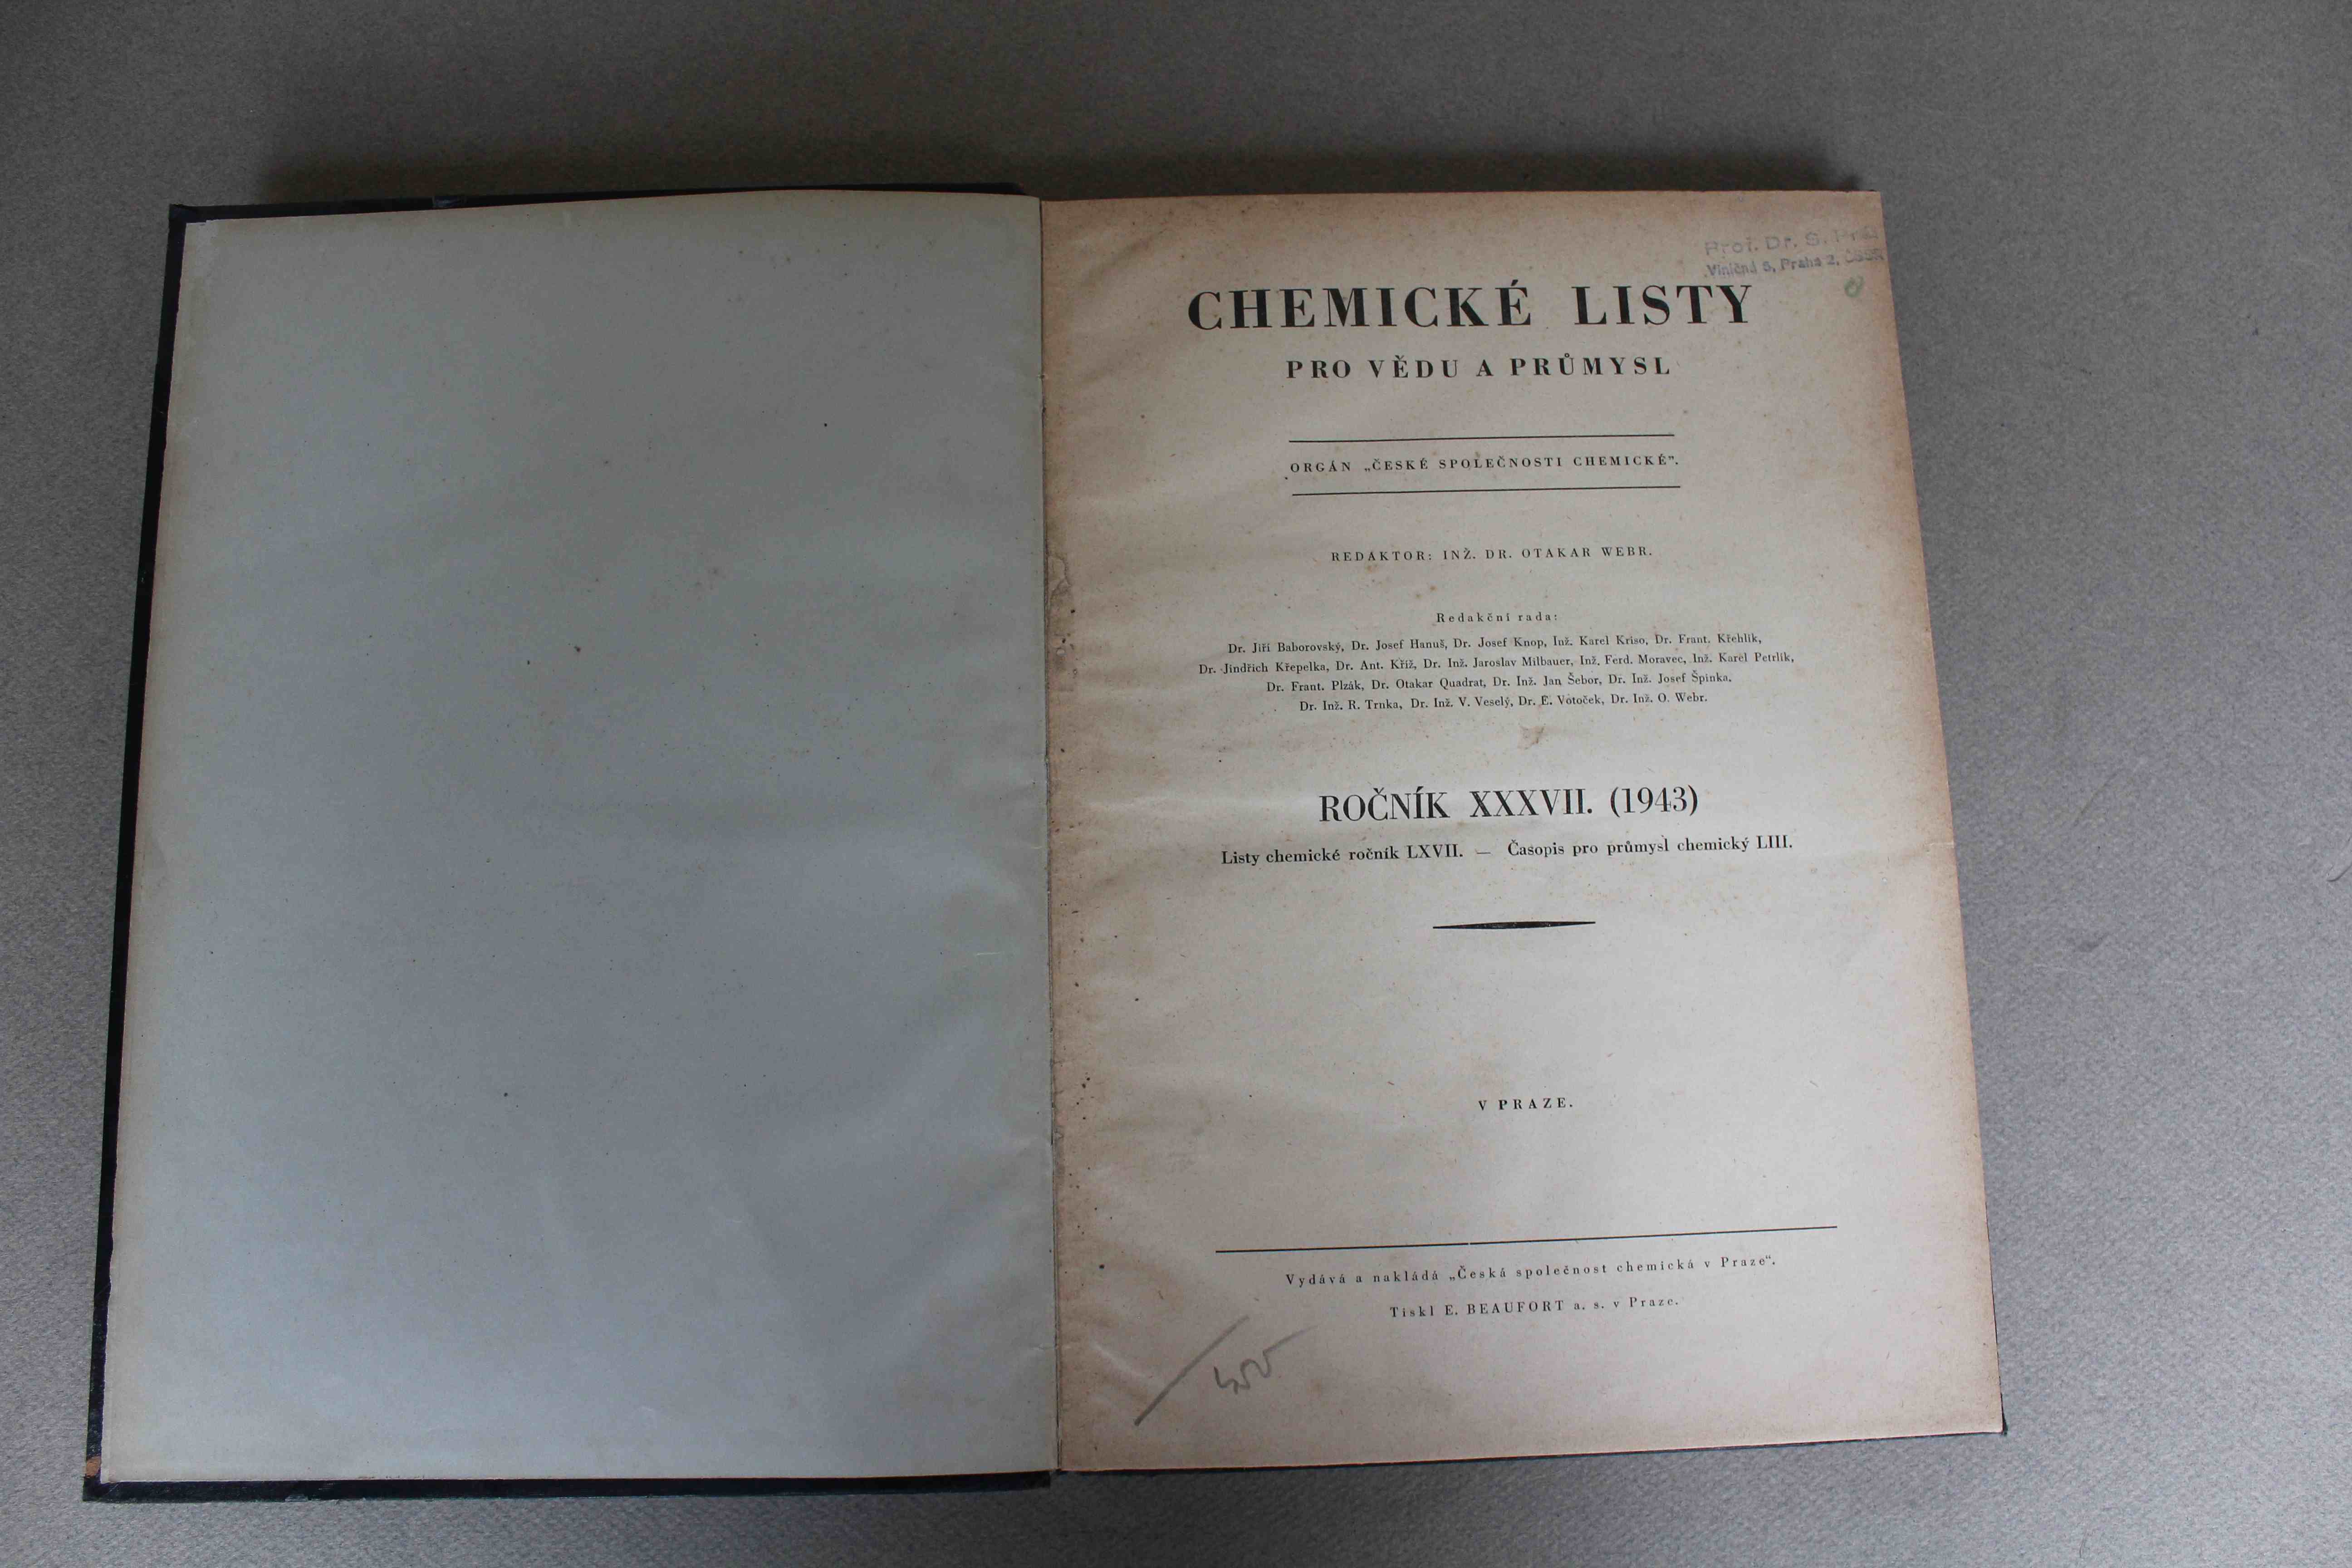 Prof. Dr. S.
Viničná 5, Praha 2, ČSSR
CHEMICKÉ LISTY
PRO VĚDU A PRŮMYSL
ORGÁN „ČESKÉ SPOLEČNOSTI CHEMICKÉ”.
REDAKTOR: INŽ. DR. OTAKAR WEBR.
Redakční rada:
Dr. Jiří Baborovský, Dr. Josef Hanuš, Dr. Josef Knop, Inž. Karel Kriso, Dr. Frant. Křehlík,
Dr. Jindřich Křepelka, Dr. Ant. Kříž, Dr. Inž. Jaroslav Milbauer, Inž. Ferd. Moravec, Inž. Karel Petrlík,
Dr. Frant. Plzák, Dr. Otakar Quadrat, Dr. Inž. Jan Šebor, Dr. Inž. Josef Špinka,
Dr. Inž. R. Trnka, Dr. Inž. V. Veselý, Dr. E. Votoček, Dr. Inž. O. Webr.
ROČNÍK XXXVII. (1943)
Listy chemické ročník LXVII. — Časopis pro průmysl chemický LIII.
V PRAZE.
Vydává a nakládá „Česká společnost chemická v Praze“.
Tiskl E. BEAUFORT a. s. v Praze.